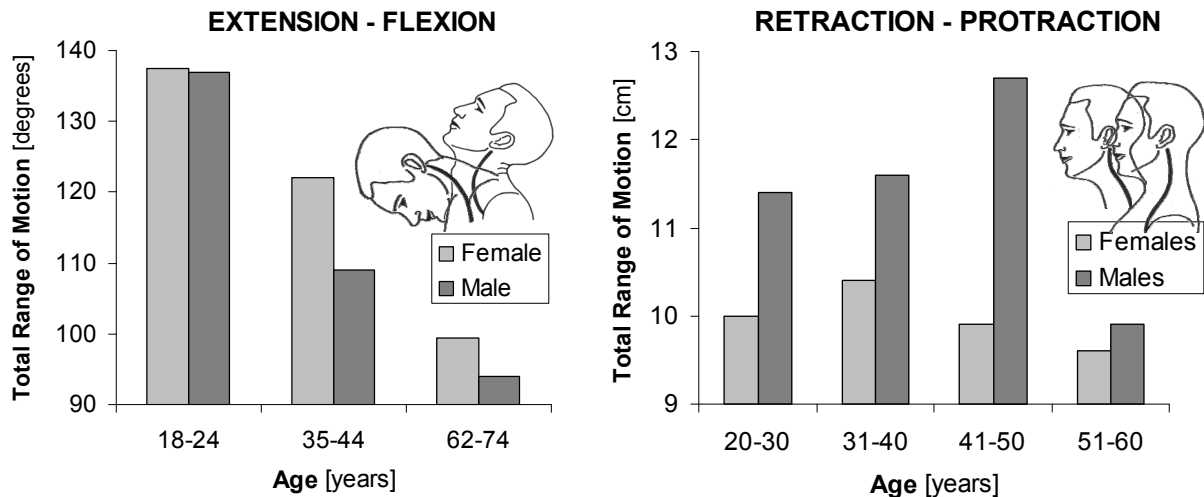 EXTENSION - FLEXION
Total Range of Motion [degrees]
140
130
120
110
100
90
18-24
35-44
62-74
Age [years]
Female
Male
RETRACTION - PROTRACTION
Total Range of Motion [cm]
13
12
11
10
9
20-30
31-40
41-50
51-60
Age [years]
Females
Males